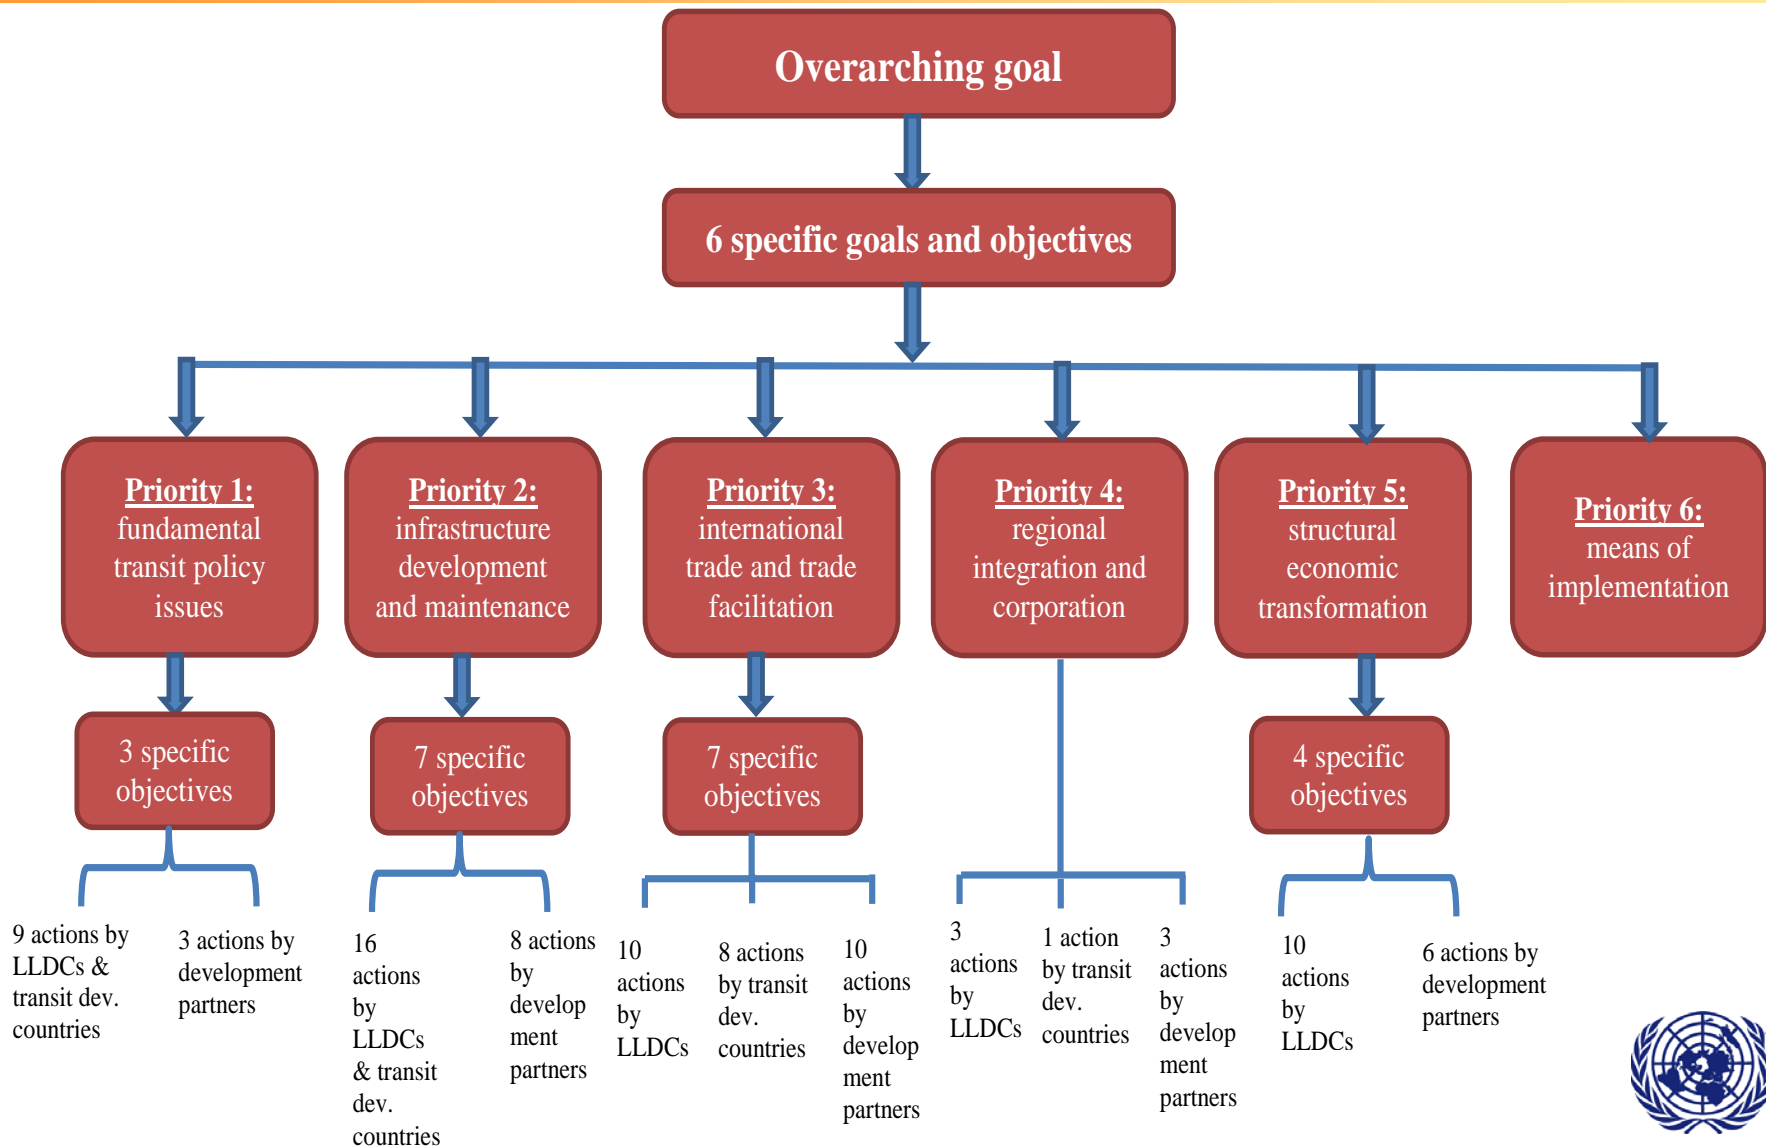 Overarching goal
6 specific goals and objectives
Priority 1:
fundamental
transit policy
issues
Priority 2:
infrastructure
development
and maintenance
Priority 3:
international
trade and trade
facilitation
Priority 4:
regional
integration and
corporation
Priority 5:
structural
economic
transformation
Priority 6:
means of
implementation
3 specific
objectives
7 specific
objectives
7 specific
objectives
4 specific
objectives
9 actions by
LLDCs &
transit dev.
countries
3 actions by
development
partners
16
actions
by
LLDCs
& transit
dev.
countries
8 actions
by
develop
ment
partners
10
actions
by
LLDCs
8 actions
by transit
dev.
countries
10
actions
by
develop
ment
partners
3
actions
by
LLDCs
1 action
by transit
dev.
countries
3
actions
by
develop
ment
partners
10
actions
by
LLDCs
6 actions by
development
partners